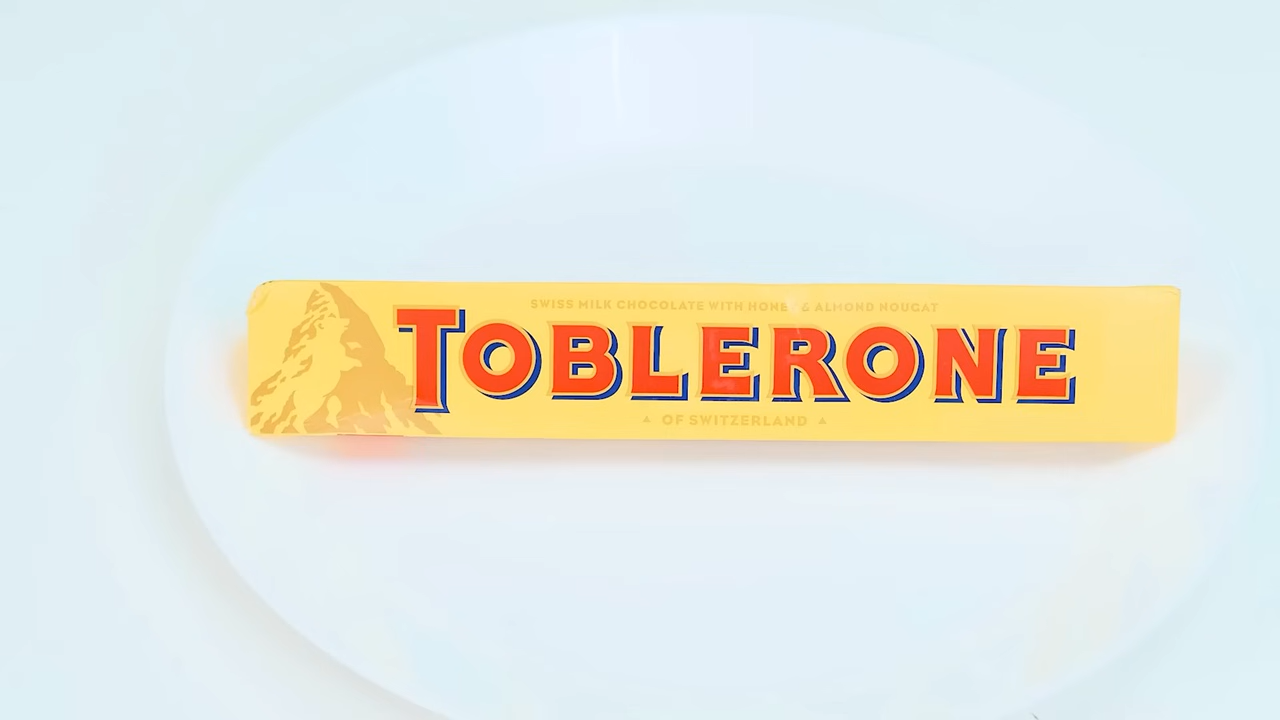 SWISS MILK CHOCOLATE WITH HONEY & ALMOND NOUGAT
TOBLERONE
OF SWITZERLAND